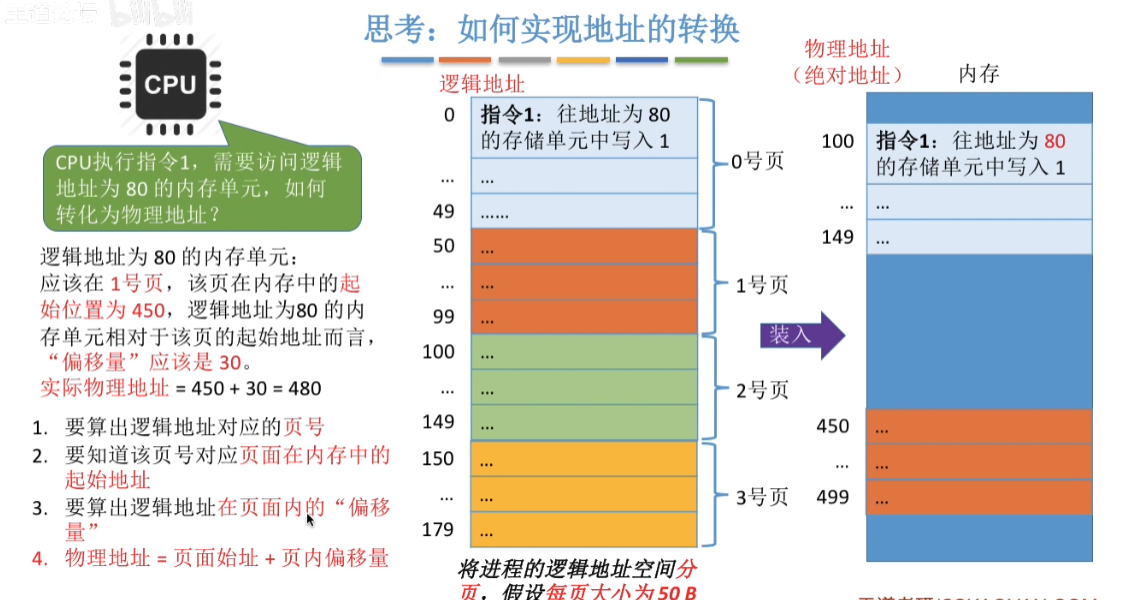 王道论坛 bilibili
思考：如何实现地址的转换
CPU
CPU执行指令1，需要访问逻辑
地址为 80 的内存单元，如何
转化为物理地址？
逻辑地址为 80 的内存单元：
应该在 1号页，该页在内存中的起
始位置为 450，逻辑地址为80 的内
存单元相对于该页的起始地址而言，
“偏移量”应该是 30。
实际物理地址 = 450 + 30 = 480
1. 要算出逻辑地址对应的页号
2. 要知道该页号对应页面在内存中的
起始地址
3. 要算出逻辑地址在页面内的“偏移
量”
4. 物理地址 = 页面始址 + 页内偏移量
逻辑地址
0
指令1：往地址为 80
的存储单元中写入 1
... ...
49 ......
0号页
50 ...
... ...
99 ...
1号页
100 ...
... ...
149 ...
2号页
150 ...
... ...
179 ...
3号页
将进程的逻辑地址空间分
页，假设每页大小为 50 B
装入
物理地址
（绝对地址）
内存
100
指令1：往地址为 80
的存储单元中写入 1
... ...
149 ...
450 ...
... ...
499 ...